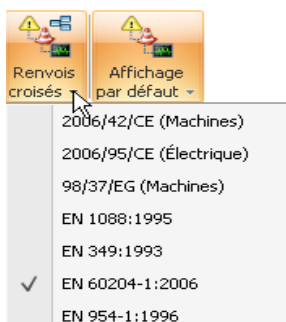 Renvois
croisés
Affichage
par défaut
2006/42/CE (Machines)
2006/95/CE (Électrique)
98/37/EG (Machines)
EN 1088:1995
EN 349:1993
EN 60204-1:2006
EN 954-1:1996